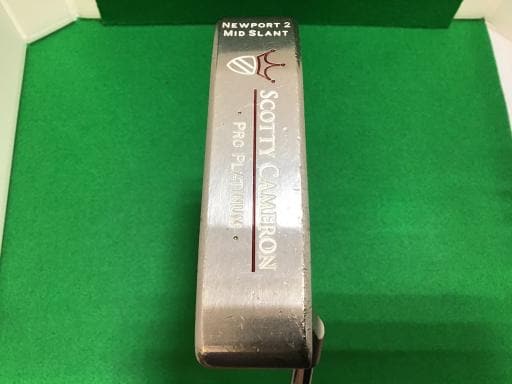 NEWPORT 2
MID SLANT
SCOTTY CAMERON
· PRO PLATINUM ·